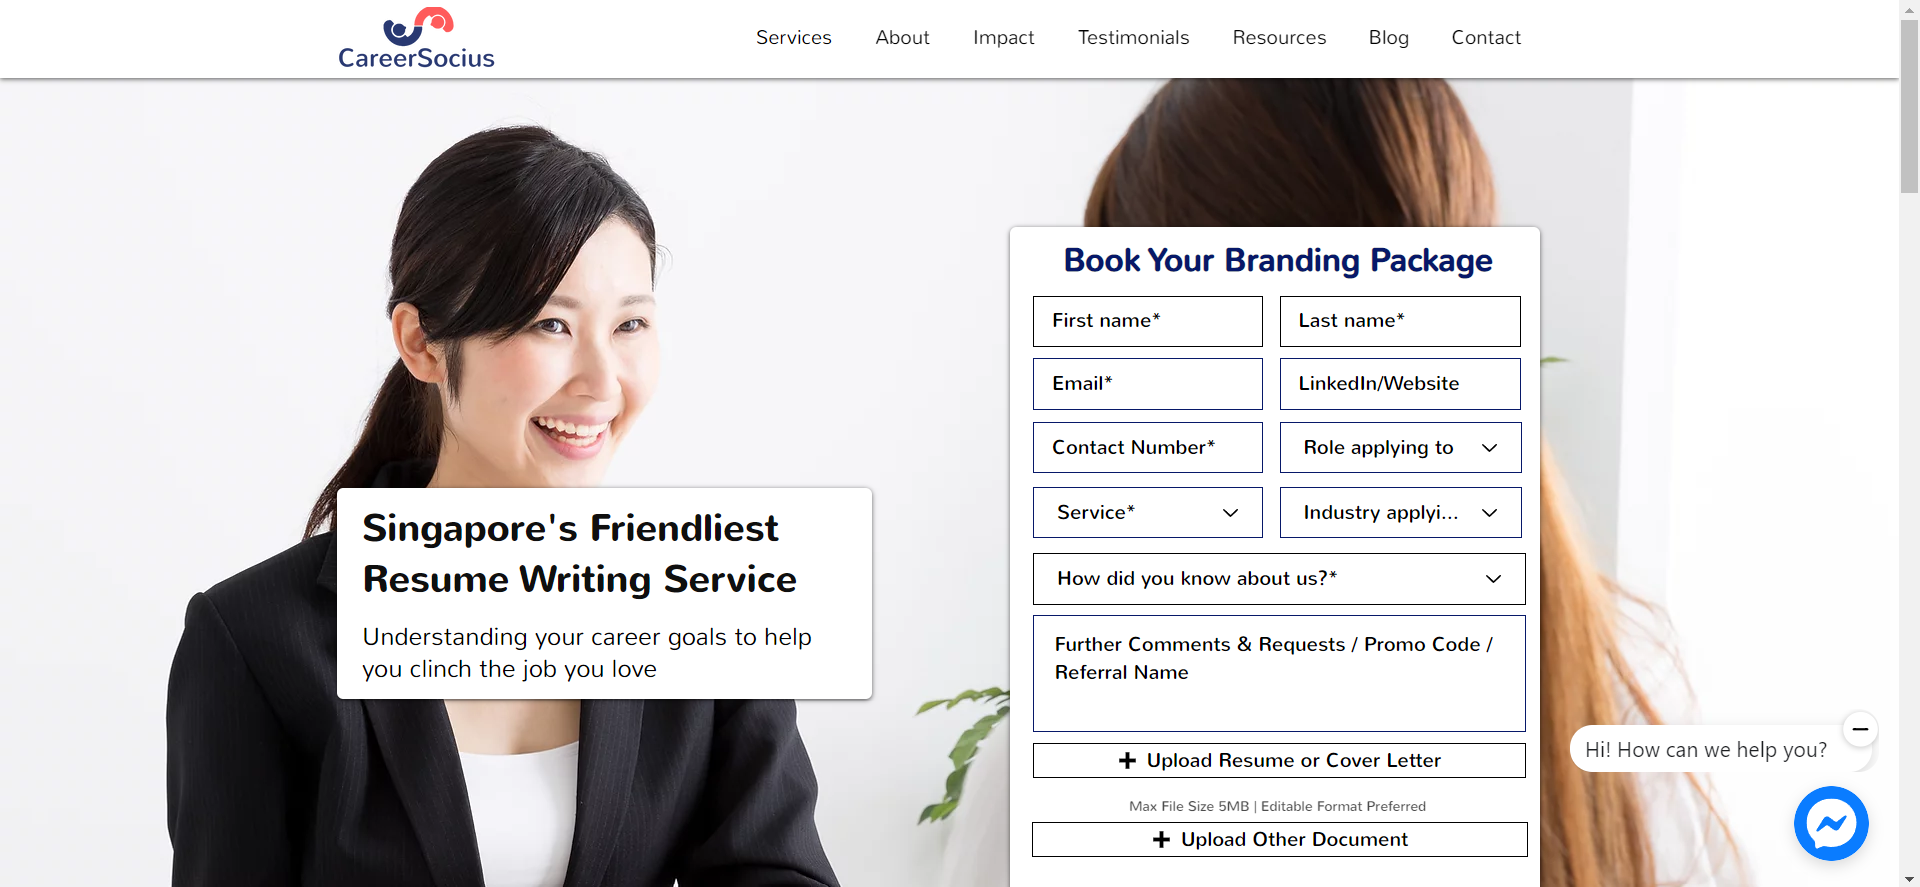 CareerSocius
Services
About
Impact
Testimonials
Resources
Blog
Contact
Singapore's Friendliest
Resume Writing Service
Understanding your career goals to help
you clinch the job you love
Book Your Branding Package
First name*
Last name*
Email*
LinkedIn/Website
Contact Number*
Role applying to
Service*
Industry applyi...
How did you know about us?*
Further Comments & Requests / Promo Code /
Referral Name
Upload Resume or Cover Letter
Max File Size 5MB | Editable Format Preferred
Upload Other Document
Hi! How can we help you?